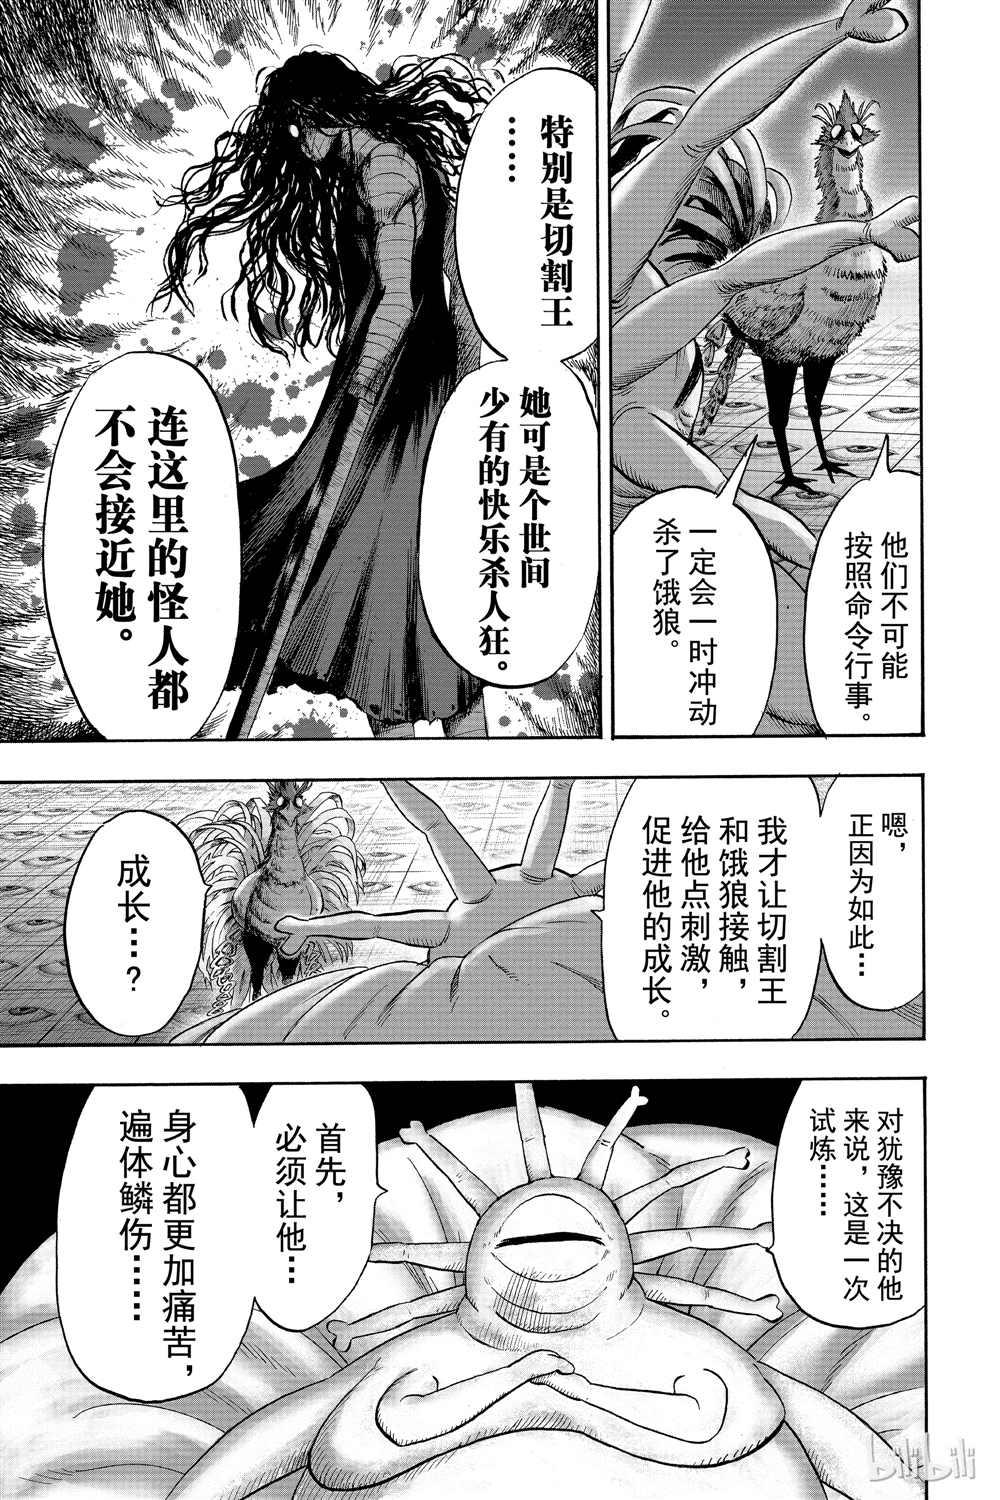 他们不可能
按照命令行事。
一定会一时冲动
杀了饿狼。
特别是切割王
……
她可是个世间
少有的快乐杀人狂。
连这里的怪人都
不会接近她。
嗯，
正因为如此…
我才让切割王
和饿狼接触，
给他点刺激，
促进他的成长。
成长…？
对犹豫不决的他
来说，这是一次
试炼……
首先，
必须让他…
身心都更加痛苦，
遍体鳞伤……
bilibili